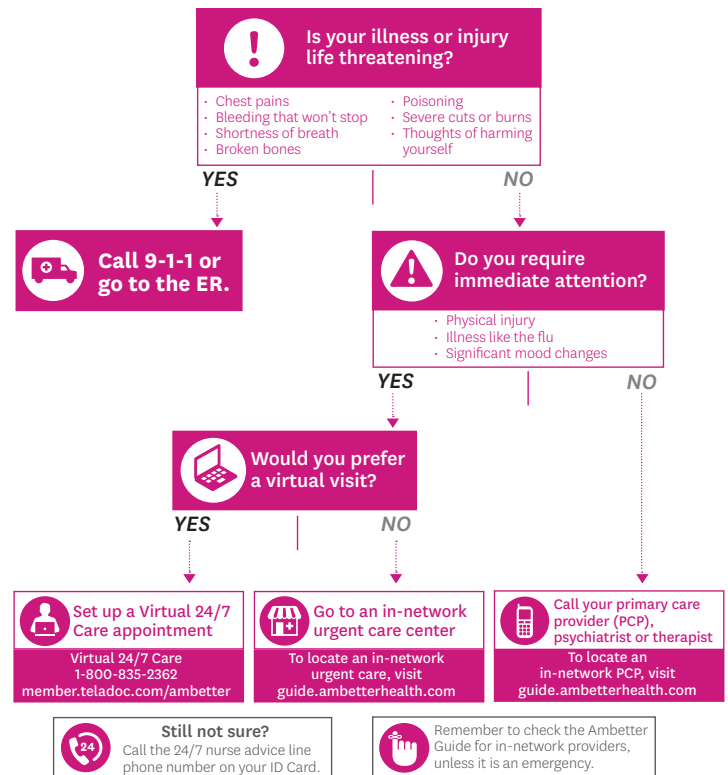 Is your illness or injury
life threatening?
· Chest pains
· Bleeding that won't stop
· Shortness of breath
· Broken bones
· Poisoning
· Severe cuts or burns
· Thoughts of harming
yourself
YES
NO
Call 9-1-1 or
go to the ER.
Do you require
immediate attention?
· Physical injury
· Illness like the flu
· Significant mood changes
YES
NO
Would you prefer
a virtual visit?
YES
NO
Set up a Virtual 24/7
Care appointment
Virtual 24/7 Care
1-800-835-2362
member.teladoc.com/ambetter
Go to an in-network
urgent care center
To locate an in-network
urgent care, visit
guide.ambetterhealth.com
Call your primary care
provider (PCP),
psychiatrist or therapist
To locate an
in-network PCP, visit
guide.ambetterhealth.com
24
Still not sure?
Call the 24/7 nurse advice line
phone number on your ID Card.
Remember to check the Ambetter
Guide for in-network providers,
unless it is an emergency.